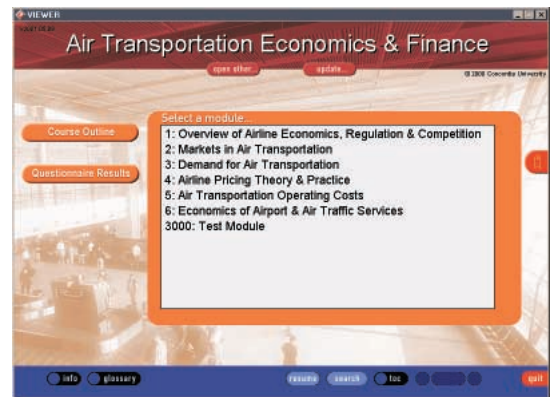 VIEWER
Air Transportation Economics & Finance
open other
update...
© 2000 Concordia University
Select a module...
Course Outline
Questionnaire Results
1: Overview of Airline Economics, Regulation & Competition
2: Markets in Air Transportation
3: Demand for Air Transportation
4: Airline Pricing Theory & Practice
5: Air Transportation Operating Costs
6: Economics of Airport & Air Traffic Services
3000: Test Module
info
glossary
resume
search
toc
quit